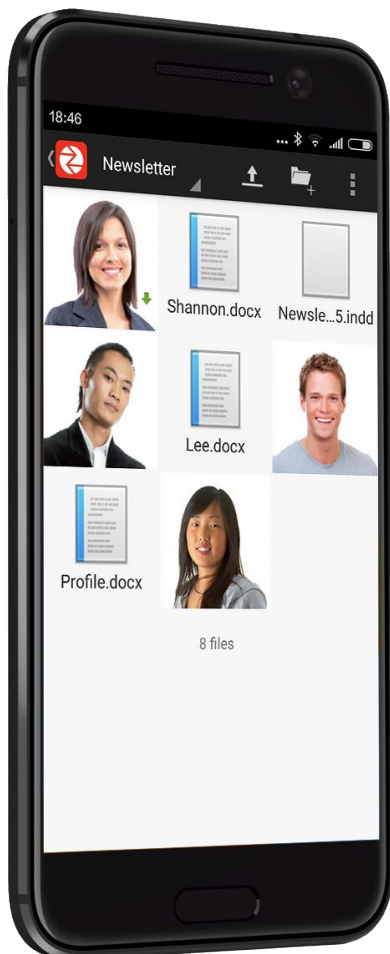 18:46
Newsletter
Shannon.docx
Newsle...5.indd
Lee.docx
Profile.docx
8 files